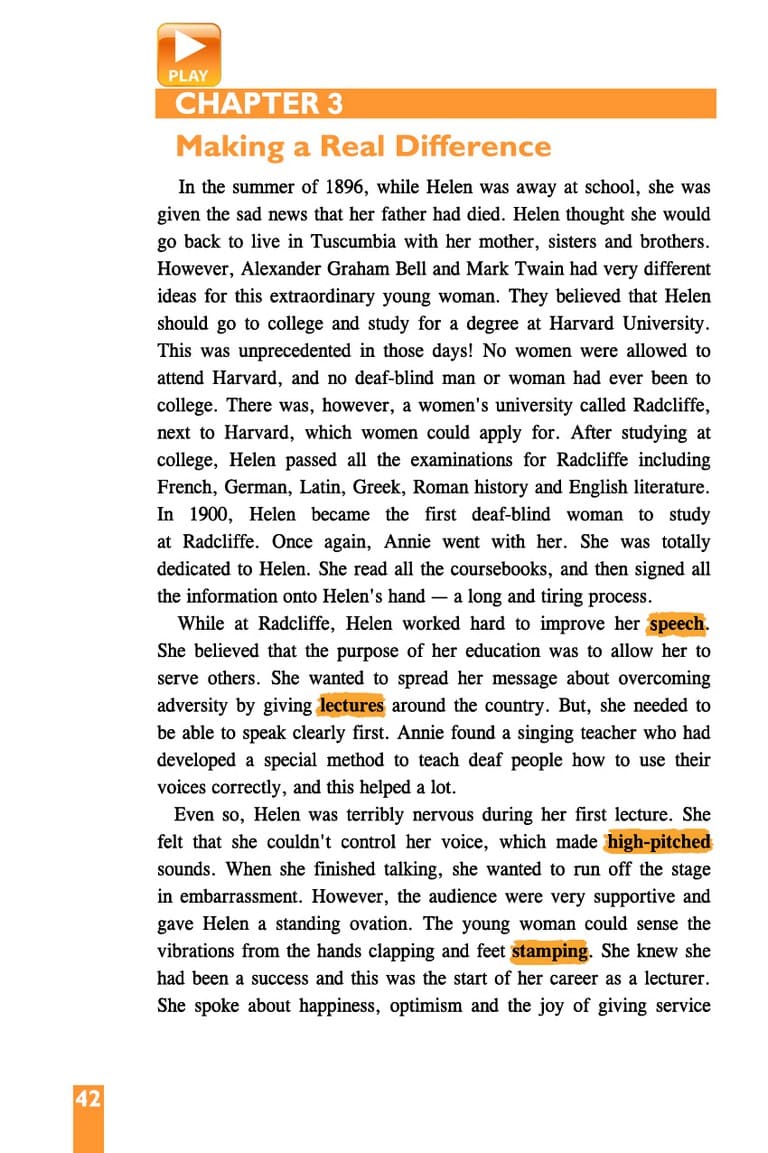 PLAY
CHAPTER 3
Making a Real Difference
In the summer of 1896, while Helen was away at school, she was
given the sad news that her father had died. Helen thought she would
go back to live in Tuscumbia with her mother, sisters and brothers.
However, Alexander Graham Bell and Mark Twain had very different
ideas for this extraordinary young woman. They believed that Helen
should go to college and study for a degree at Harvard University.
This was unprecedented in those days! No women were allowed to
attend Harvard, and no deaf-blind man or woman had ever been to
college. There was, however, a women's university called Radcliffe,
next to Harvard, which women could apply for. After studying at
college, Helen passed all the examinations for Radcliffe including
French, German, Latin, Greek, Roman history and English literature.
In 1900, Helen became the first deaf-blind woman to study
at Radcliffe. Once again, Annie went with her. She was totally
dedicated to Helen. She read all the coursebooks, and then signed all
the information onto Helen's hand — a long and tiring process.
While at Radcliffe, Helen worked hard to improve her speech.
She believed that the purpose of her education was to allow her to
serve others. She wanted to spread her message about overcoming
adversity by giving lectures around the country. But, she needed to
be able to speak clearly first. Annie found a singing teacher who had
developed a special method to teach deaf people how to use their
voices correctly, and this helped a lot.
Even so, Helen was terribly nervous during her first lecture. She
felt that she couldn't control her voice, which made high-pitched
sounds. When she finished talking, she wanted to run off the stage
in embarrassment. However, the audience were very supportive and
gave Helen a standing ovation. The young woman could sense the
vibrations from the hands clapping and feet stamping. She knew she
had been a success and this was the start of her career as a lecturer.
She spoke about happiness, optimism and the joy of giving service
42